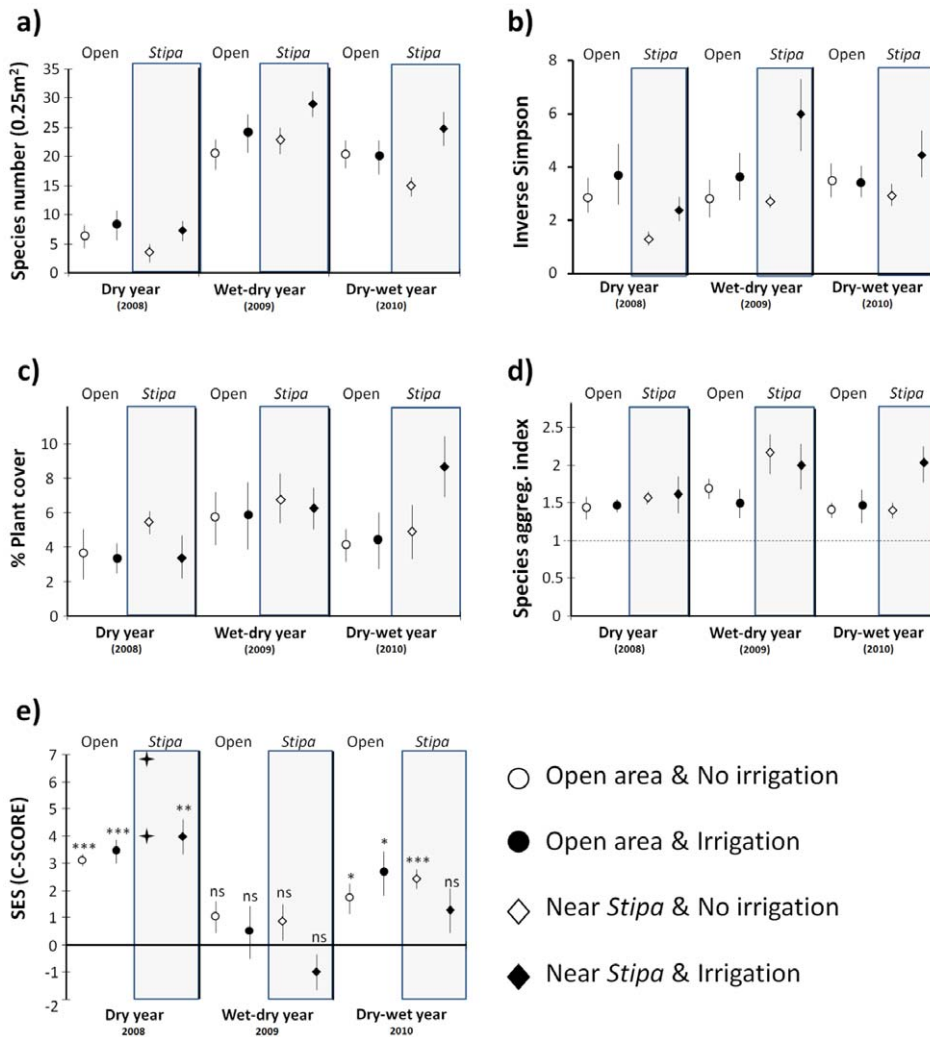 a)
Open Stipa Open Stipa Open Stipa
Species number (0.25m²)
35
30
25
20
15
10
5
0
Dry year Wet-dry year Dry-wet year
(2008) (2009) (2010)
b)
Open Stipa Open Stipa Open Stipa
Inverse Simpson
8
6
4
2
0
Dry year Wet-dry year Dry-wet year
(2008) (2009) (2010)
c)
Open Stipa Open Stipa Open Stipa
% Plant cover
10
8
6
4
2
0
Dry year Wet-dry year Dry-wet year
(2008) (2009) (2010)
d)
Open Stipa Open Stipa Open Stipa
Species aggreg. index
2.5
2
1.5
1
0.5
0
Dry year Wet-dry year Dry-wet year
(2008) (2009) (2010)
e)
Open Stipa Open Stipa Open Stipa
SES (C-SCORE)
7
6
5
4
3
2
1
0
-1
-2
*** *** ** ns ns ns ns * * *** ns
Dry year Wet-dry year Dry-wet year
2008 2009 2010
Open area & No irrigation
Open area & Irrigation
Near Stipa & No irrigation
Near Stipa & Irrigation